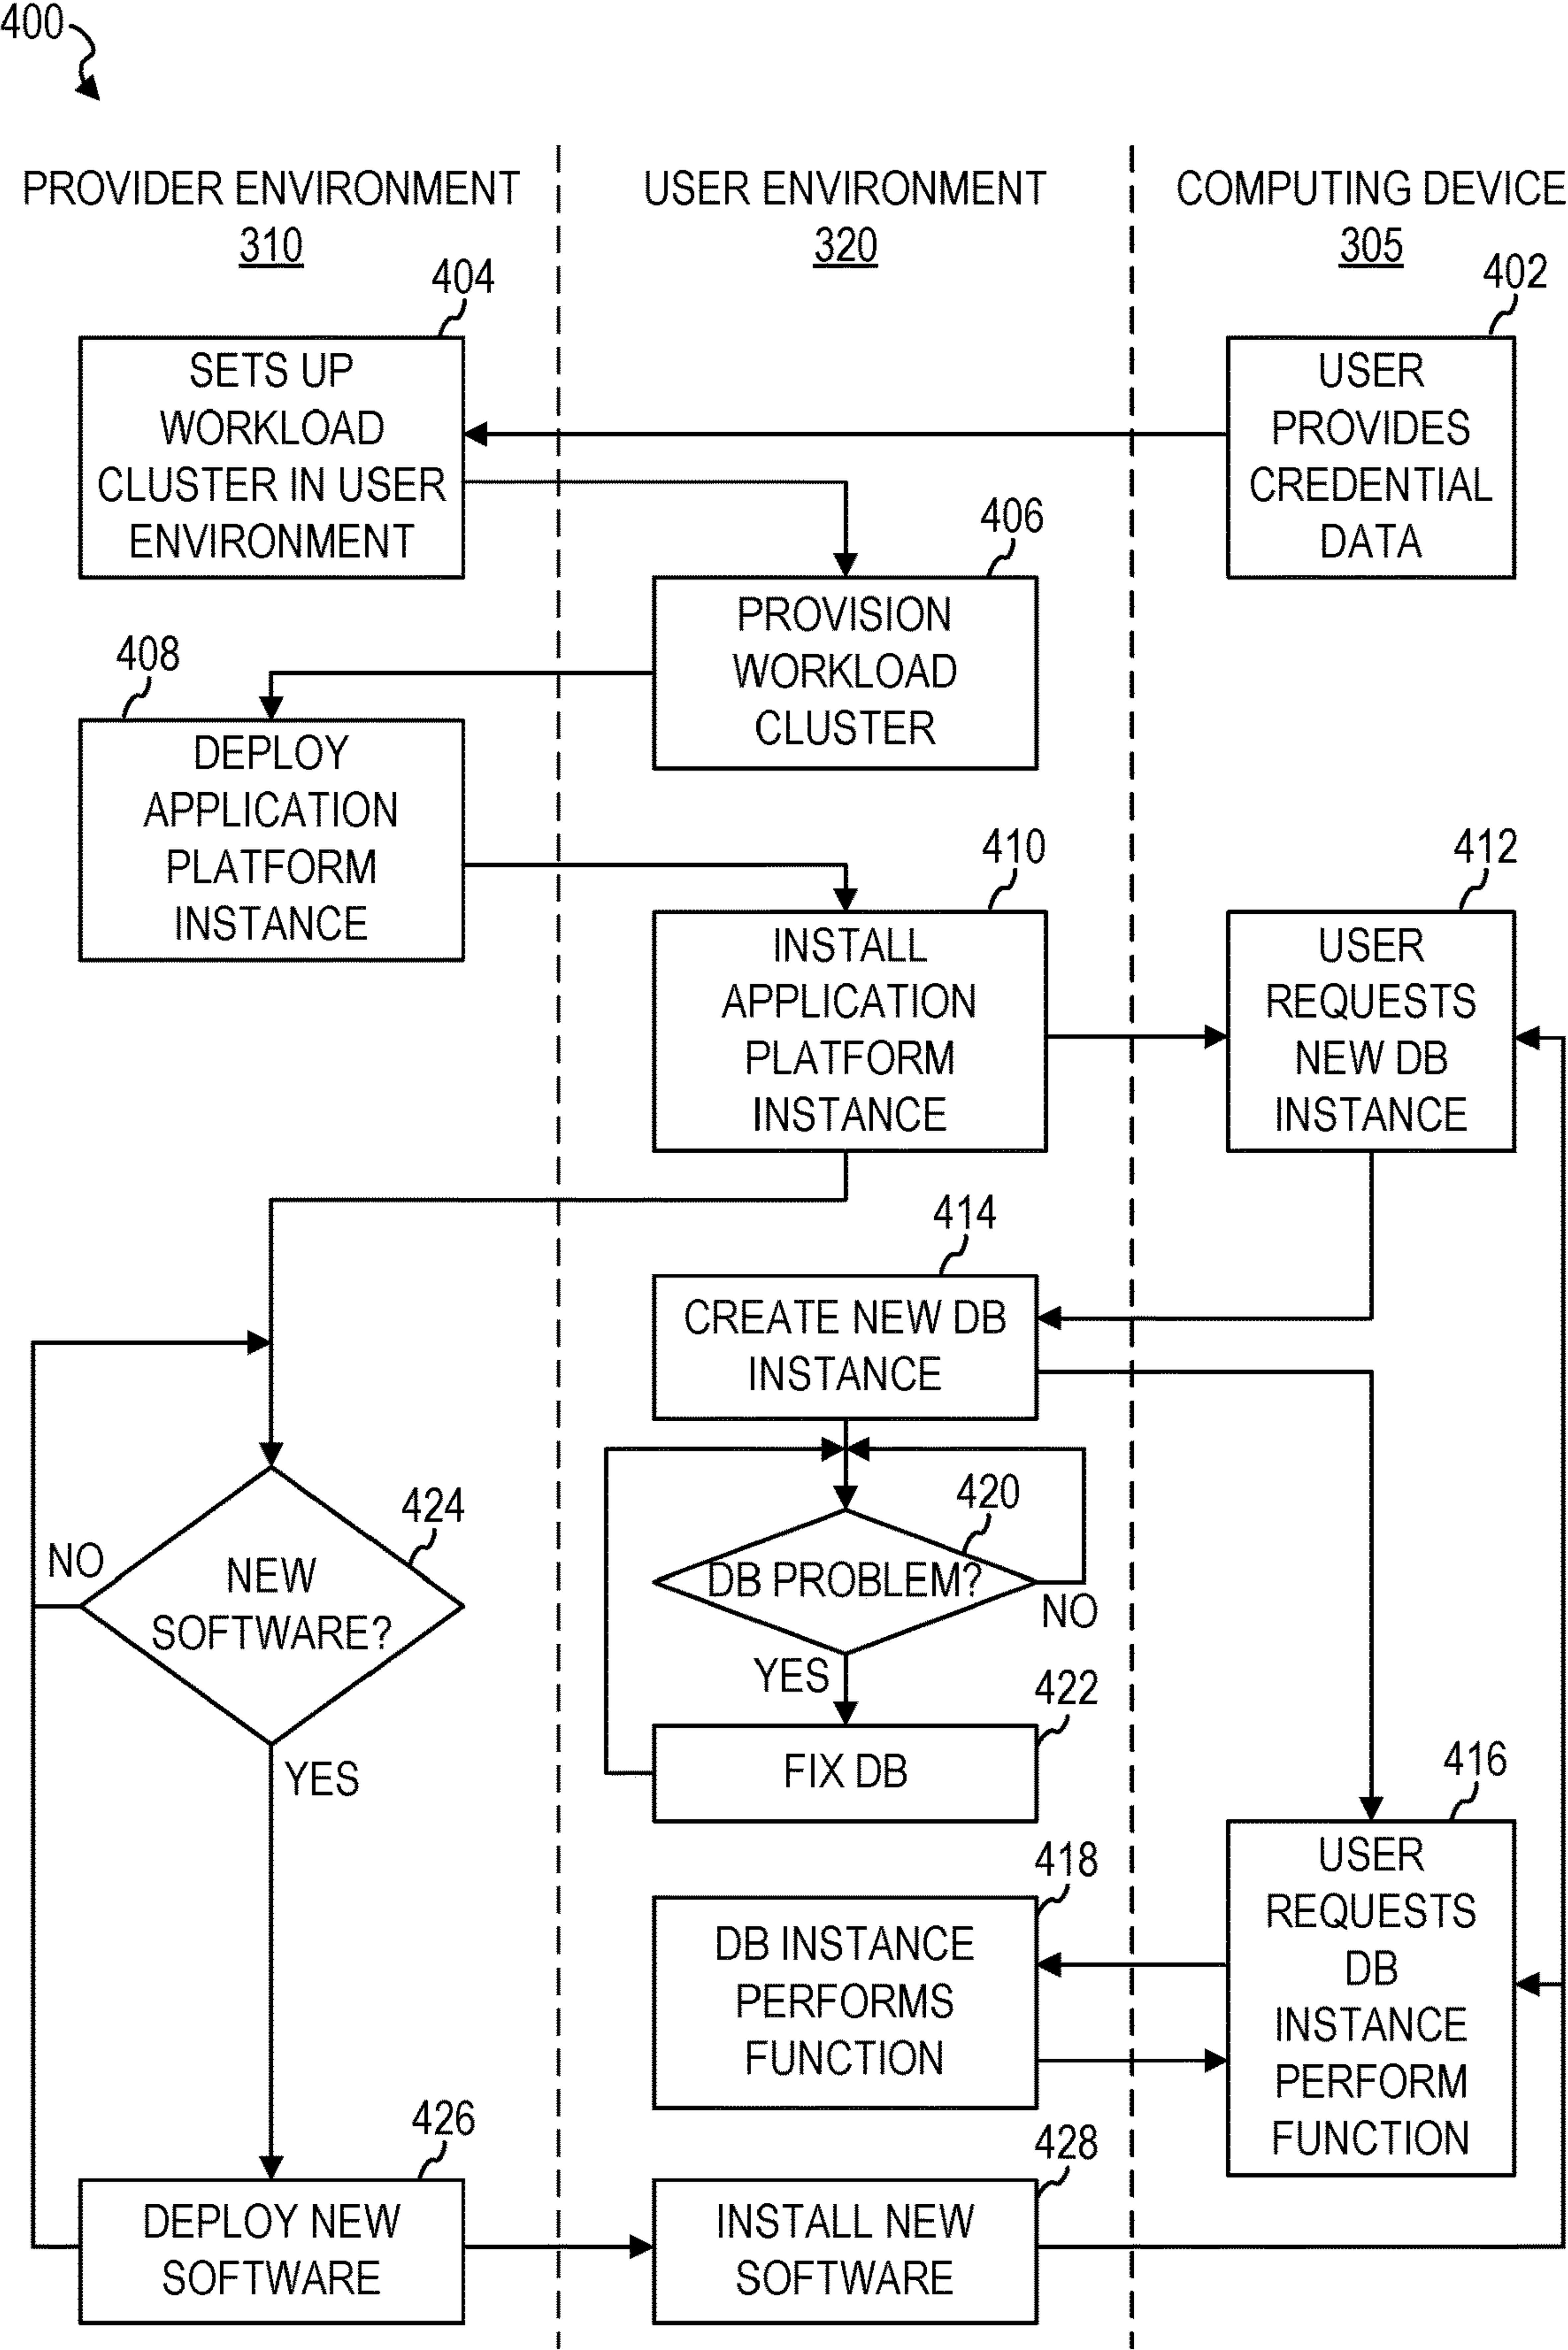 400
PROVIDER ENVIRONMENT
310
USER ENVIRONMENT
320
COMPUTING DEVICE
305
404
SETS UP
WORKLOAD
CLUSTER IN USER
ENVIRONMENT
402
USER
PROVIDES
CREDENTIAL
DATA
406
PROVISION
WORKLOAD
CLUSTER
408
DEPLOY
APPLICATION
PLATFORM
INSTANCE
410
INSTALL
APPLICATION
PLATFORM
INSTANCE
412
USER
REQUESTS
NEW DB
INSTANCE
414
CREATE NEW DB
INSTANCE
424
NO
NEW
SOFTWARE?
YES
420
DB PROBLEM?
NO
YES
422
FIX DB
416
USER
REQUESTS
DB
INSTANCE
PERFORM
FUNCTION
418
DB INSTANCE
PERFORMS
FUNCTION
426
DEPLOY NEW
SOFTWARE
428
INSTALL NEW
SOFTWARE